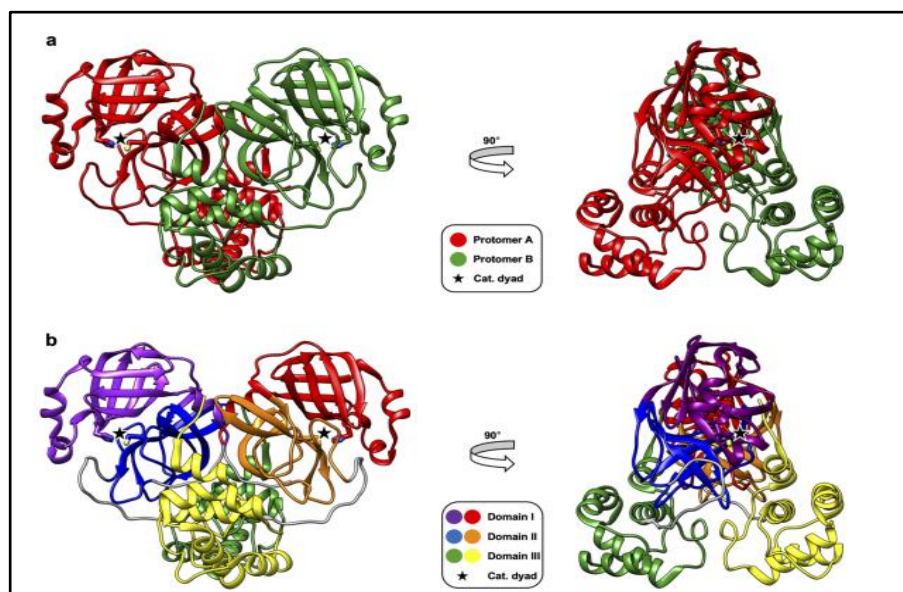 a
90°
Protomer A
Protomer B
Cat. dyad
b
90°
Domain I
Domain II
Domain III
Cat. dyad